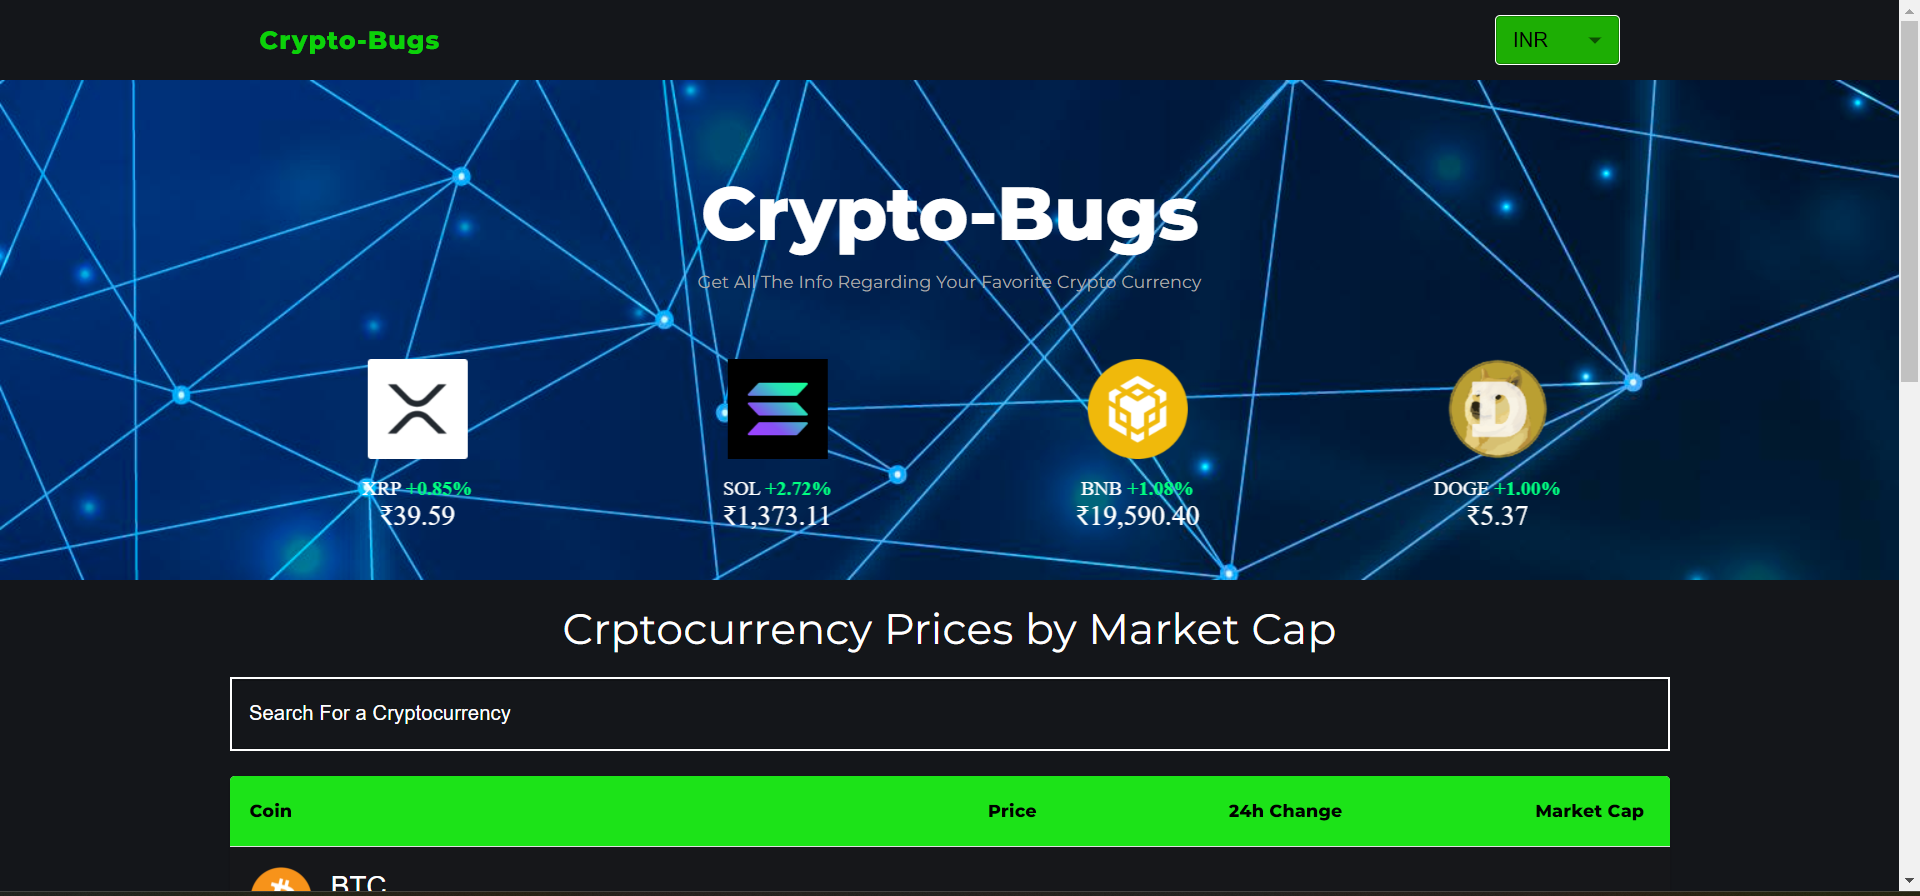 Crypto-Bugs
INR
Crypto-Bugs
Get All The Info Regarding Your Favorite Crypto Currency
XRP +0.85%
₹39.59
SOL +2.72%
₹1,373.11
BNB +1.08%
₹19,590.40
DOGE +1.00%
₹5.37
Crptocurrency Prices by Market Cap
Search For a Cryptocurrency
Coin Price 24h Change Market Cap
BTC